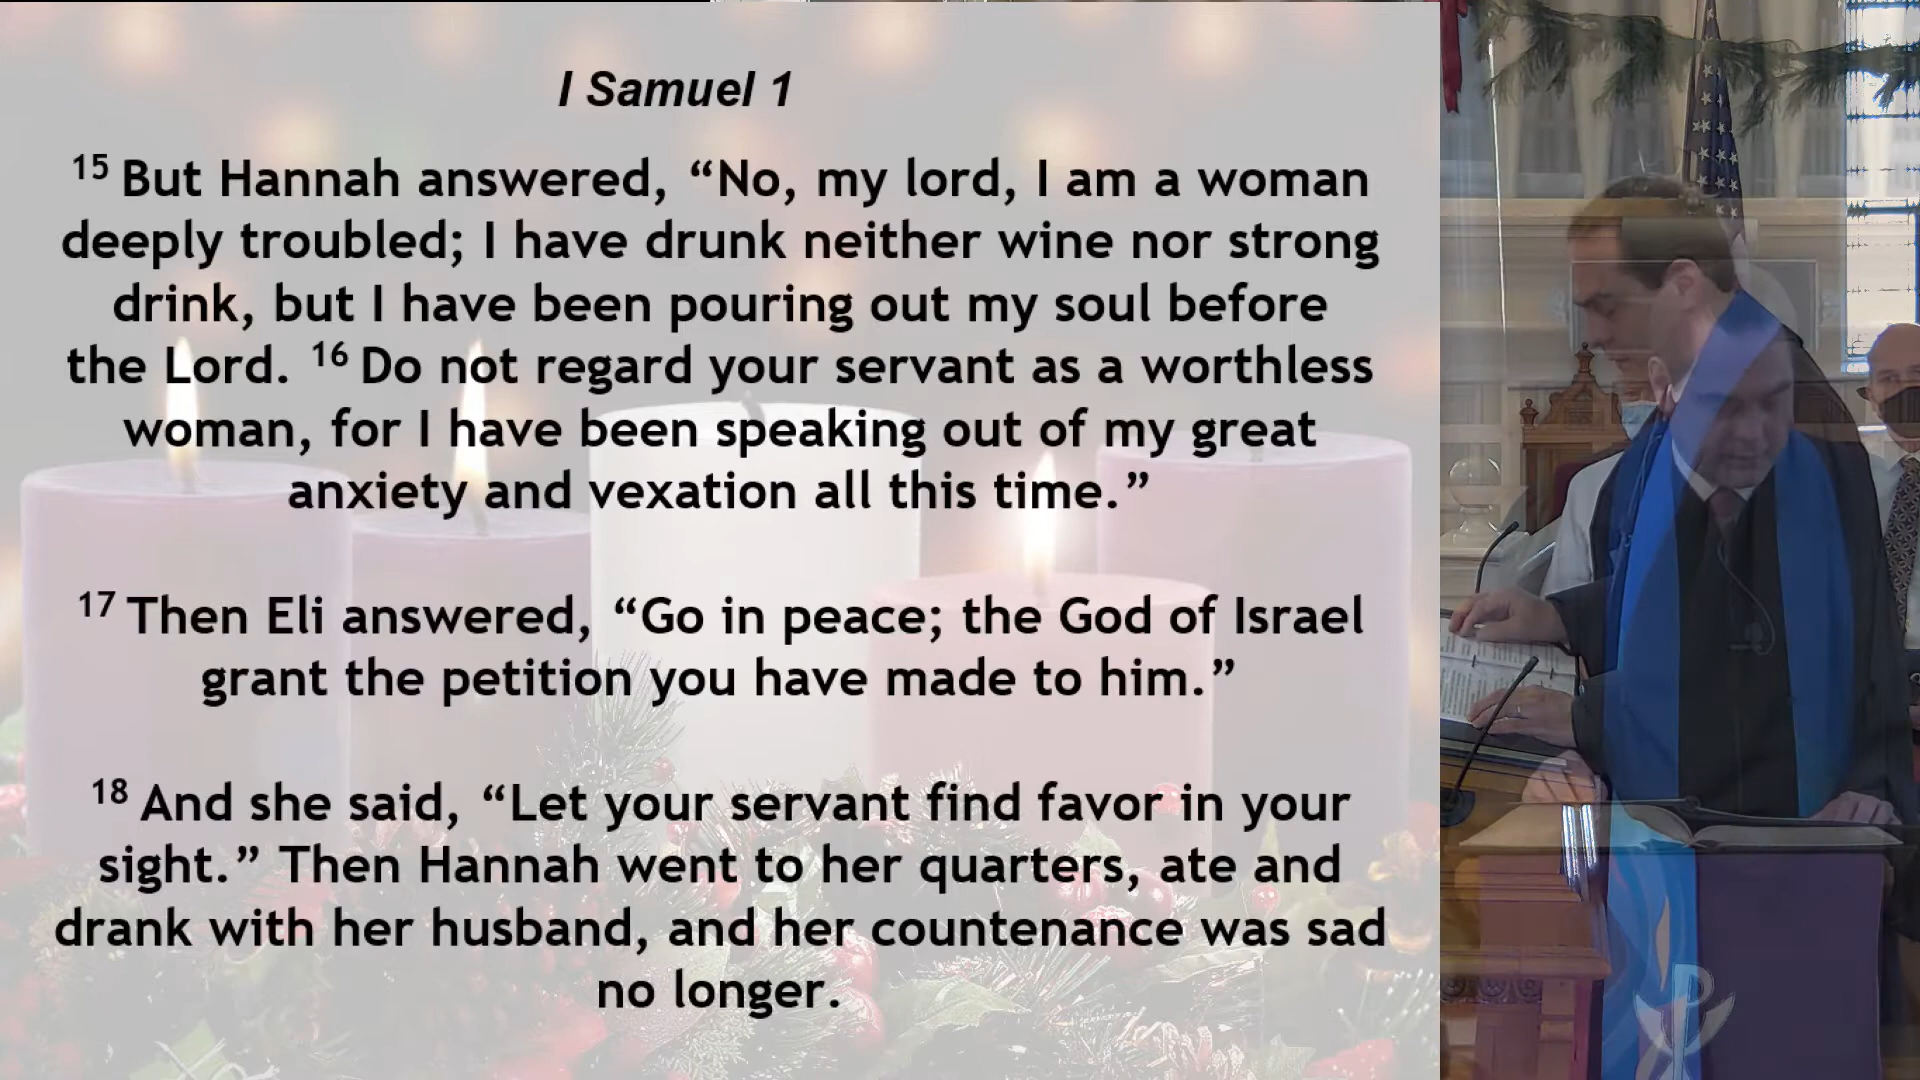 I Samuel 1
15 But Hannah answered, “No, my lord, I am a woman
deeply troubled; I have drunk neither wine nor strong
drink, but I have been pouring out my soul before
the Lord. 16 Do not regard your servant as a worthless
woman, for I have been speaking out of my great
anxiety and vexation all this time.”
17 Then Eli answered, “Go in peace; the God of Israel
grant the petition you have made to him.”
18 And she said, “Let your servant find favor in your
sight.” Then Hannah went to her quarters, ate and
drank with her husband, and her countenance was sad
no longer.